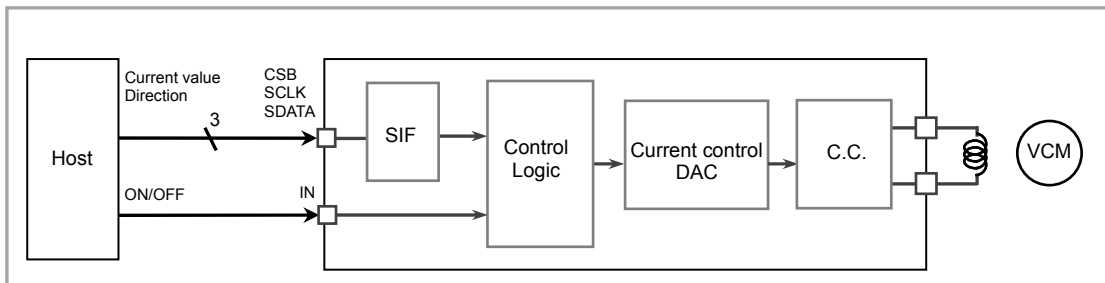 Current value
Direction
CSB
SCLK
SDATA
3
SIF
Host
Control
Logic
Current control
DAC
C.C.
VCM
ON/OFF
IN